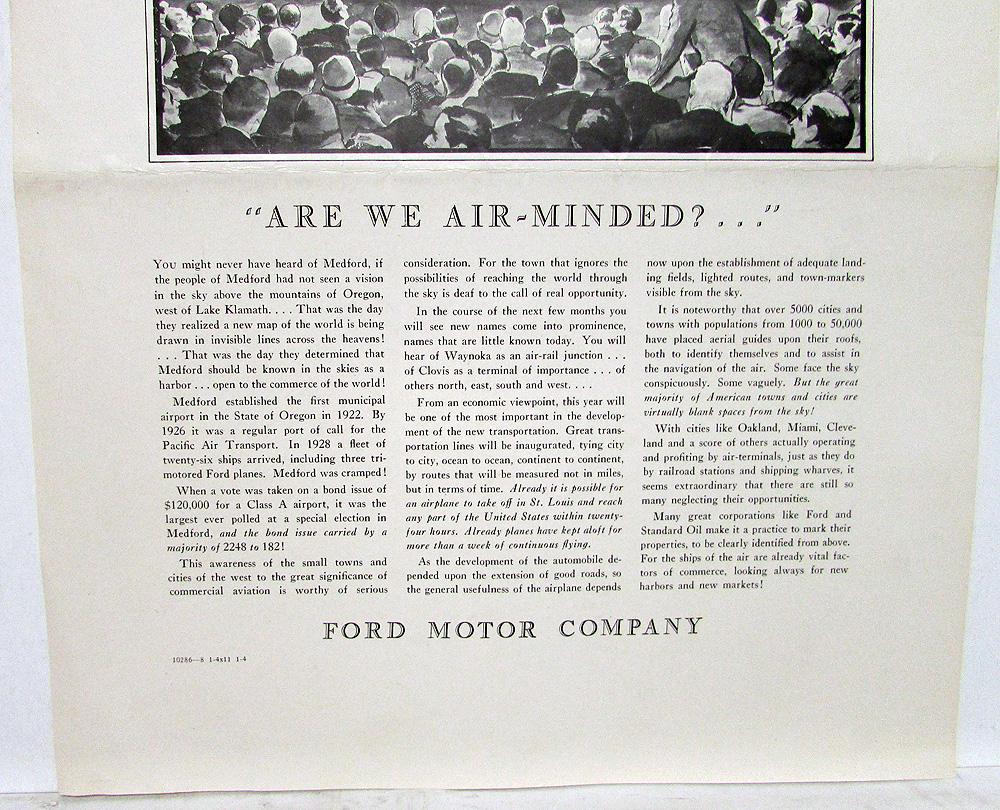 “ARE WE AIR-MINDED? . . .”
YOU might never have heard of Medford, if
the people of Medford had not seen a vision
in the sky above the mountains of Oregon,
west of Lake Klamath. . . . That was the day
they realized a new map of the world is being
drawn in invisible lines across the heavens!
. . . That was the day they determined that
Medford should be known in the skies as a
harbor . . . open to the commerce of the world!
Medford established the first municipal
airport in the State of Oregon in 1922. By
1926 it was a regular port of call for the
Pacific Air Transport. In 1928 a fleet of
twenty-six ships arrived, including three tri-
motored Ford planes. Medford was cramped!
When a vote was taken on a bond issue of
$120,000 for a Class A airport, it was the
largest ever polled at a special election in
Medford, and the bond issue carried by a
majority of 2248 to 182!
This awareness of the small towns and
cities of the west to the great significance of
commercial aviation is worthy of serious
consideration. For the town that ignores the
possibilities of reaching the world through
the sky is deaf to the call of real opportunity.
In the course of the next few months you
will see new names come into prominence,
names that are little known today. You will
hear of Waynoka as an air-rail junction . . .
of Clovis as a terminal of importance . . . of
others north, east, south and west. . . .
From an economic viewpoint, this year will
be one of the most important in the develop-
ment of the new transportation. Great trans-
portation lines will be inaugurated, tying city
to city, ocean to ocean, continent to continent,
by routes that will be measured not in miles,
but in terms of time. Already it is possible for
an airplane to take off in St. Louis and reach
any part of the United States within twenty-
four hours. Already planes have kept aloft for
more than a week of continuous flying.
As the development of the automobile de-
pended upon the extension of good roads, so
the general usefulness of the airplane depends
now upon the establishment of adequate land-
ing fields, lighted routes, and town-markers
visible from the sky.
It is noteworthy that over 5000 cities and
towns with populations from 1000 to 50,000
have placed aerial guides upon their roofs,
both to identify themselves and to assist in
the navigation of the air. Some face the sky
conspicuously. Some vaguely. But the great
majority of American towns and cities are
virtually blank spaces from the sky!
With cities like Oakland, Miami, Cleve-
land and a score of others actually operating
and profiting by air-terminals, just as they do
by railroad stations and shipping wharves, it
seems extraordinary that there are still so
many neglecting their opportunities.
Many great corporations like Ford and
Standard Oil make it a practice to mark their
properties, to be clearly identified from above.
For the ships of the air are already vital fac-
tors of commerce, looking always for new
harbors and new markets!
FORD MOTOR COMPANY
10286—8 1-4x11 1-4